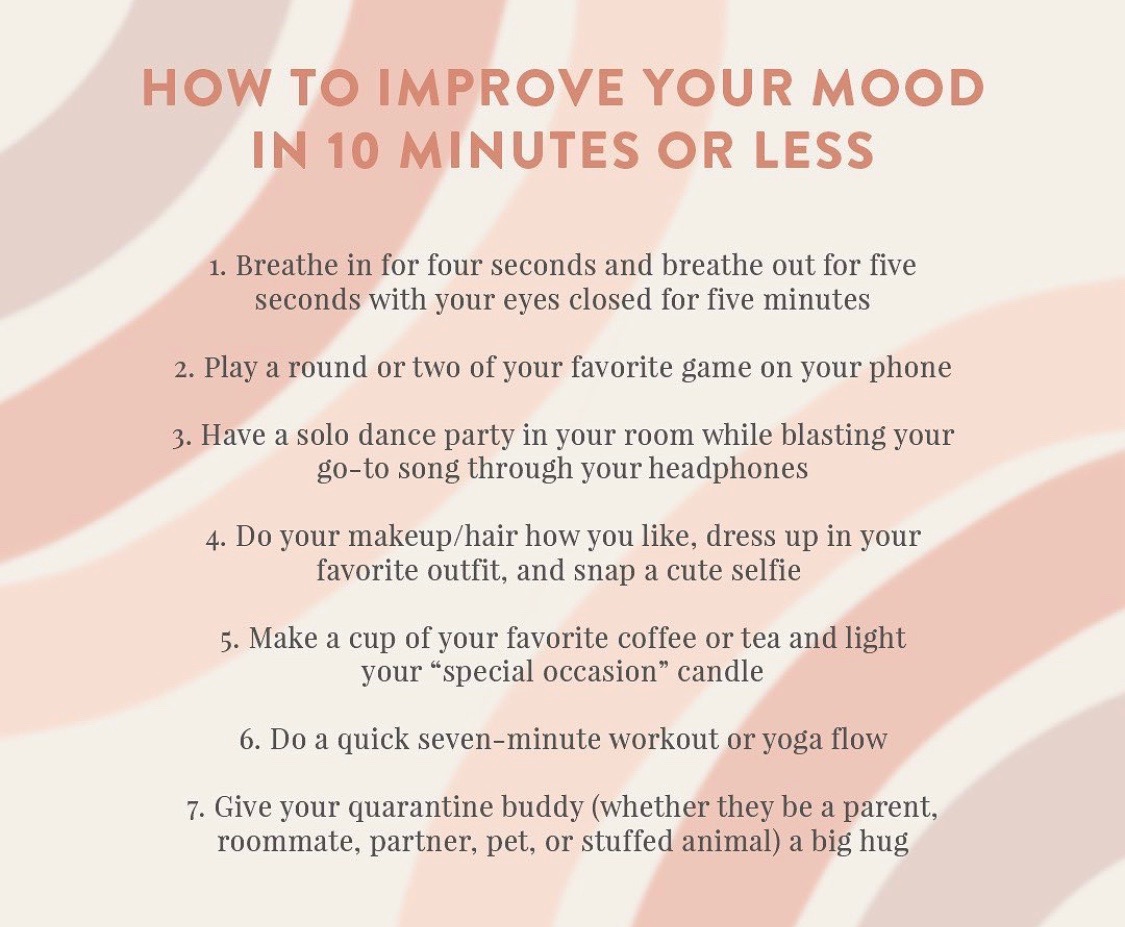 HOW TO IMPROVE YOUR MOOD
IN 10 MINUTES OR LESS
1. Breathe in for four seconds and breathe out for five
seconds with your eyes closed for five minutes
2. Play a round or two of your favorite game on your phone
3. Have a solo dance party in your room while blasting your
go-to song through your headphones
4. Do your makeup/hair how you like, dress up in your
favorite outfit, and snap a cute selfie
5. Make a cup of your favorite coffee or tea and light
your “special occasion” candle
6. Do a quick seven-minute workout or yoga flow
7. Give your quarantine buddy (whether they be a parent,
roommate, partner, pet, or stuffed animal) a big hug